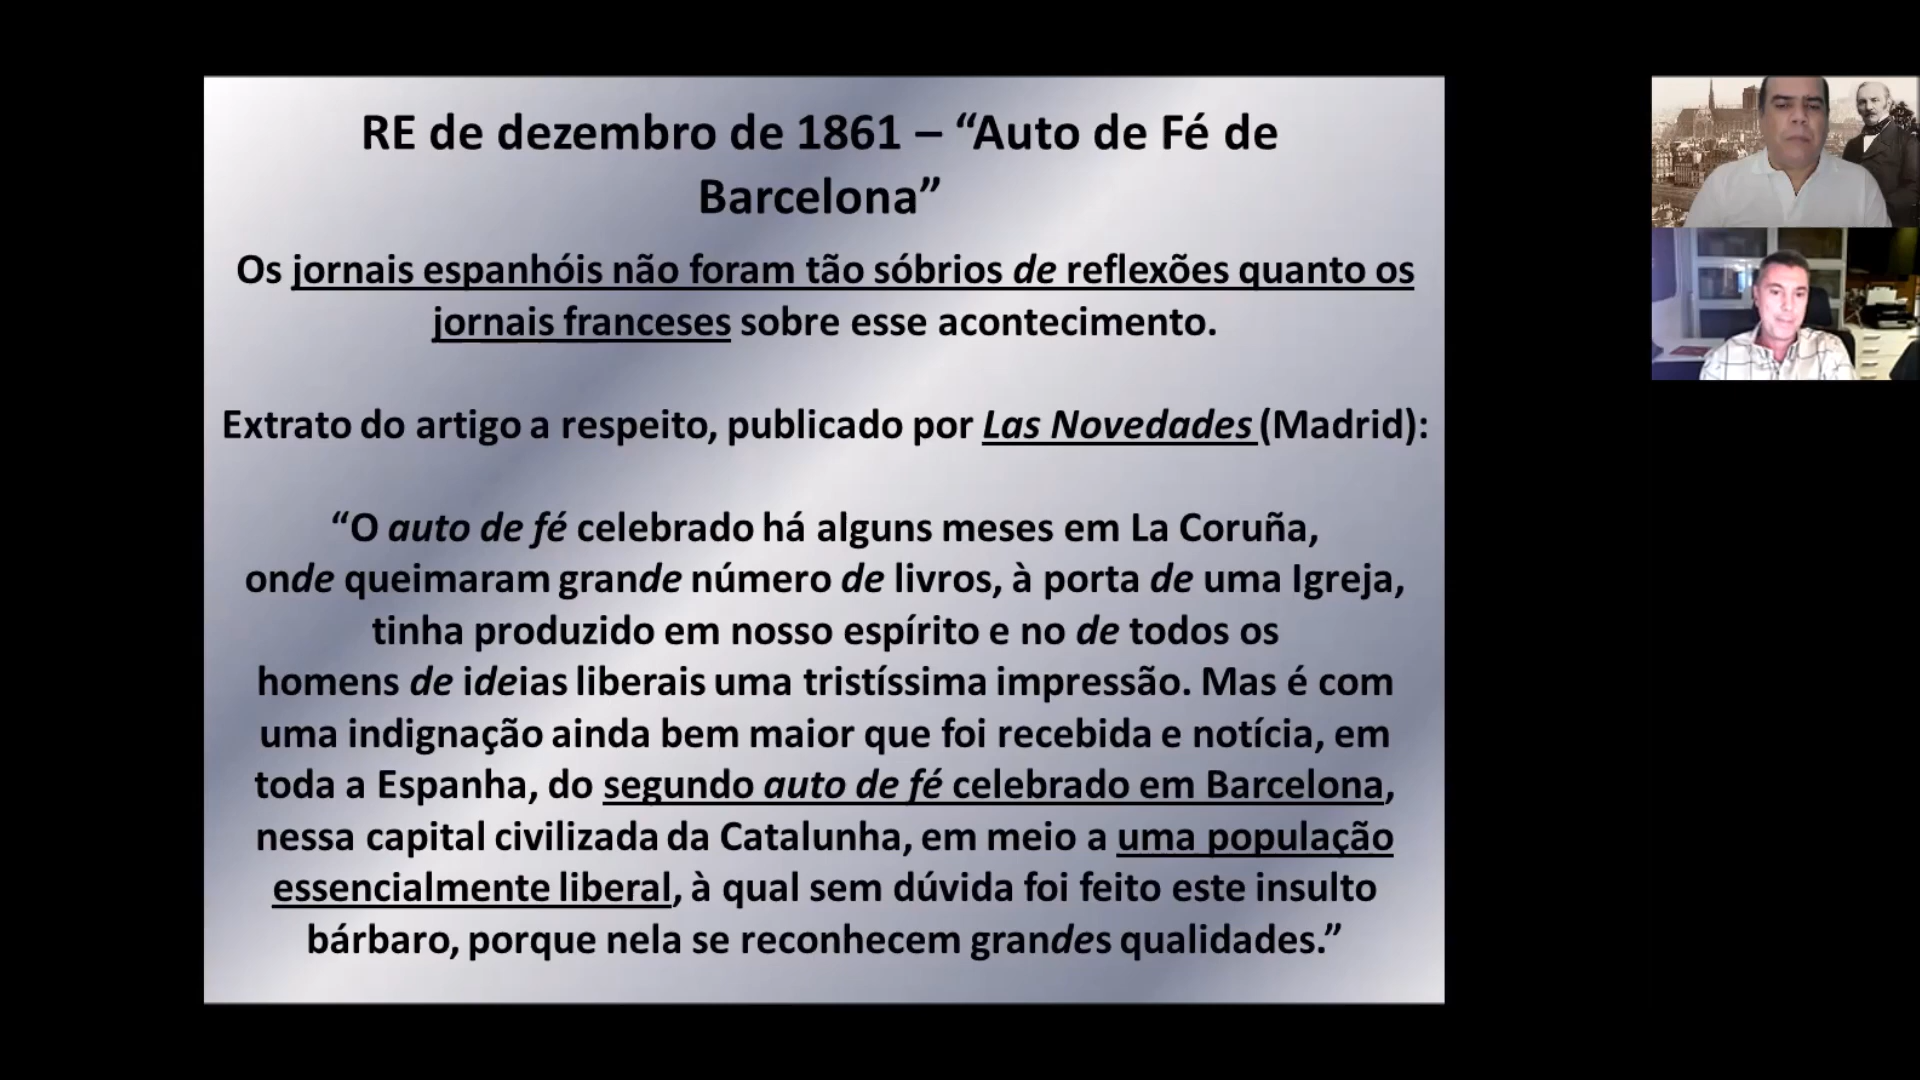 RE de dezembro de 1861 – “Auto de Fé de
Barcelona”
Os jornais espanhóis não foram tão sóbrios de reflexões quanto os
jornais franceses sobre esse acontecimento.
Extrato do artigo a respeito, publicado por Las Novedades (Madrid):
“O auto de fé celebrado há alguns meses em La Coruña,
onde queimaram grande número de livros, à porta de uma Igreja,
tinha produzido em nosso espírito e no de todos os
homens de ideias liberais uma tristíssima impressão. Mas é com
uma indignação ainda bem maior que foi recebida e notícia, em
toda a Espanha, do segundo auto de fé celebrado em Barcelona,
nessa capital civilizada da Catalunha, em meio a uma população
essencialmente liberal, à qual sem dúvida foi feito este insulto
bárbaro, porque nela se reconhecem grandes qualidades.”